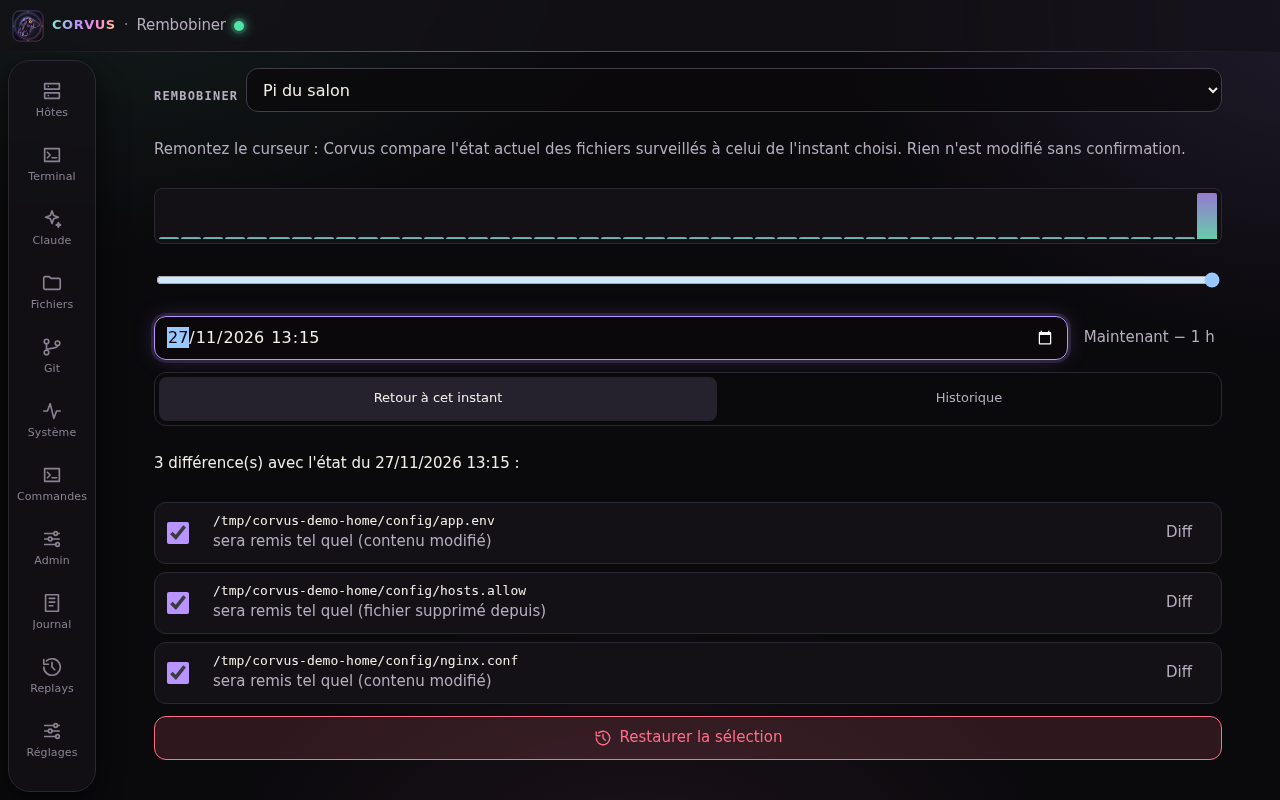 CORVUS · Rembobiner
Hôtes
Terminal
Claude
Fichiers
Git
Système
Commandes
Admin
Journal
Replays
Réglages
REMBOBINER Pi du salon
Remontez le curseur : Corvus compare l'état actuel des fichiers surveillés à celui de l'instant choisi. Rien n'est modifié sans confirmation.
27/11/2026 13:15 Maintenant − 1 h
Retour à cet instant Historique
3 différence(s) avec l'état du 27/11/2026 13:15 :
/tmp/corvus-demo-home/config/app.env
sera remis tel quel (contenu modifié) Diff
/tmp/corvus-demo-home/config/hosts.allow
sera remis tel quel (fichier supprimé depuis) Diff
/tmp/corvus-demo-home/config/nginx.conf
sera remis tel quel (contenu modifié) Diff
Restaurer la sélection